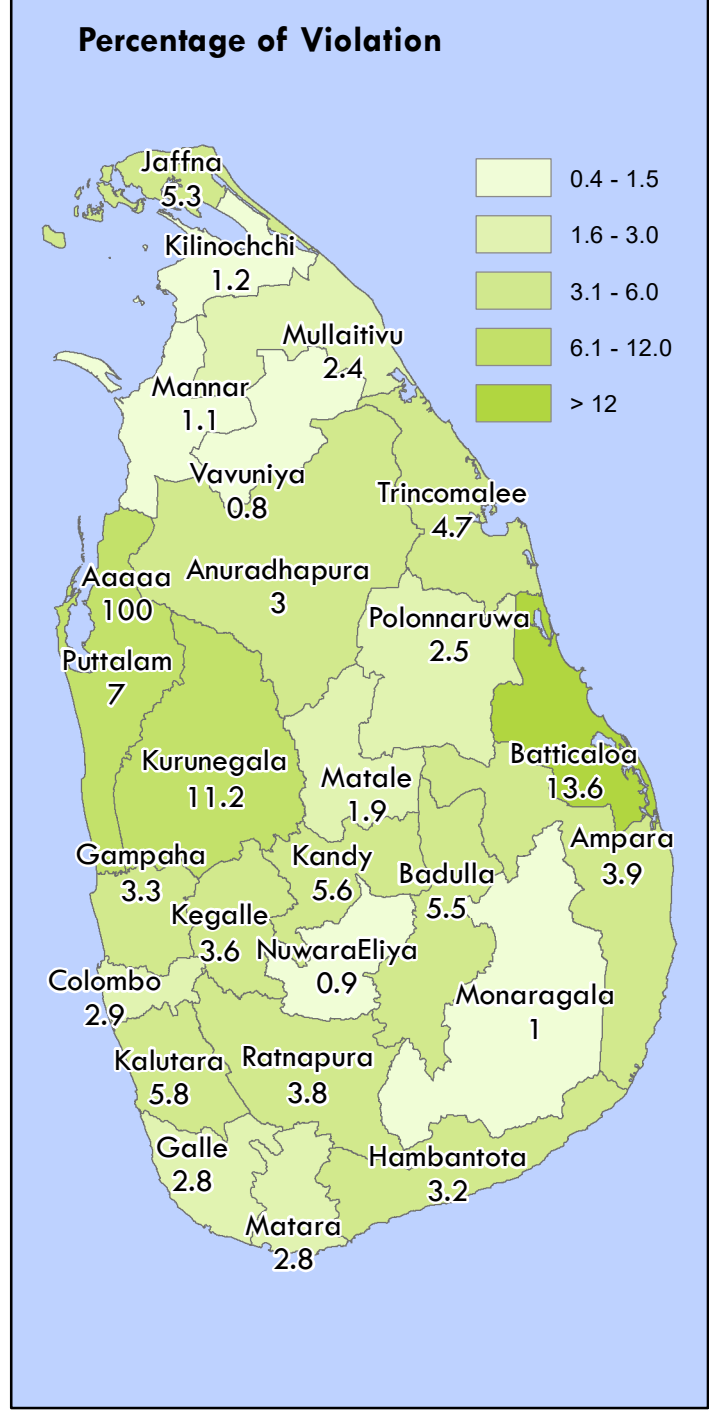 Percentage of Violation
0.4 - 1.5
1.6 - 3.0
3.1 - 6.0
6.1 - 12.0
> 12
Jaffna
5.3
Kilinochchi
1.2
Mullaitivu
2.4
Mannar
1.1
Vavuniya
0.8
Trincomalee
4.7
Anuradhapura
3
Aaaaa
100
Polonnaruwa
2.5
Puttalam
7
Kurunegala
11.2
Batticaloa
13.6
Matale
1.9
Ampara
3.9
Gampaha
3.3
Kandy
5.6
Badulla
5.5
Kegalle
3.6
NuwaraEliya
0.9
Colombo
2.9
Monaragala
1
Kalutara
5.8
Ratnapura
3.8
Galle
2.8
Hambantota
3.2
Matara
2.8